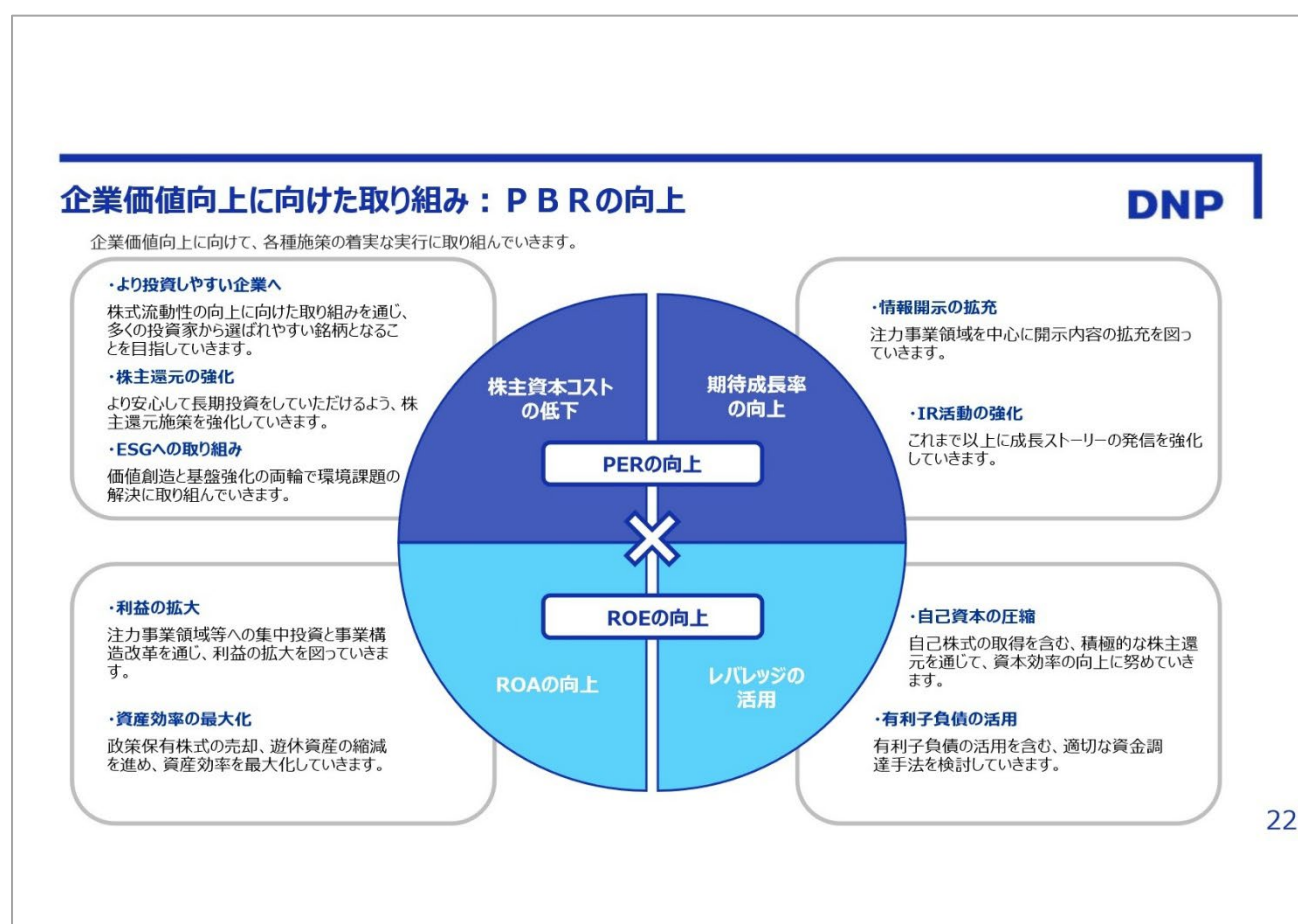 企業価値向上に向けた取り組み：ＰＢＲの向上
DNP
企業価値向上に向けて、各種施策の着実な実行に取り組んでいきます。
・より投資しやすい企業へ
株式流動性の向上に向けた取り組みを通じ、
多くの投資家から選ばれやすい銘柄となるこ
とを目指していきます。
・株主還元の強化
より安心して長期投資をしていただけるよう、株
主還元施策を強化していきます。
・ESGへの取り組み
価値創造と基盤強化の両輪で環境課題の
解決に取り組んでいきます。
株主資本コスト
の低下
期待成長率
の向上
PERの向上
・情報開示の拡充
注力事業領域を中心に開示内容の拡充を図っ
ていきます。
・IR活動の強化
これまで以上に成長ストーリーの発信を強化
していきます。
・利益の拡大
注力事業領域等への集中投資と事業構
造改革を通じ、利益の拡大を図っていきま
す。
・資産効率の最大化
政策保有株式の売却、遊休資産の縮減
を進め、資産効率を最大化していきます。
ROEの向上
ROAの向上
レバレッジの
活用
・自己資本の圧縮
自己株式の取得を含む、積極的な株主還
元を通じて、資本効率の向上に努めていき
ます。
・有利子負債の活用
有利子負債の活用を含む、適切な資金調
達手法を検討していきます。
22